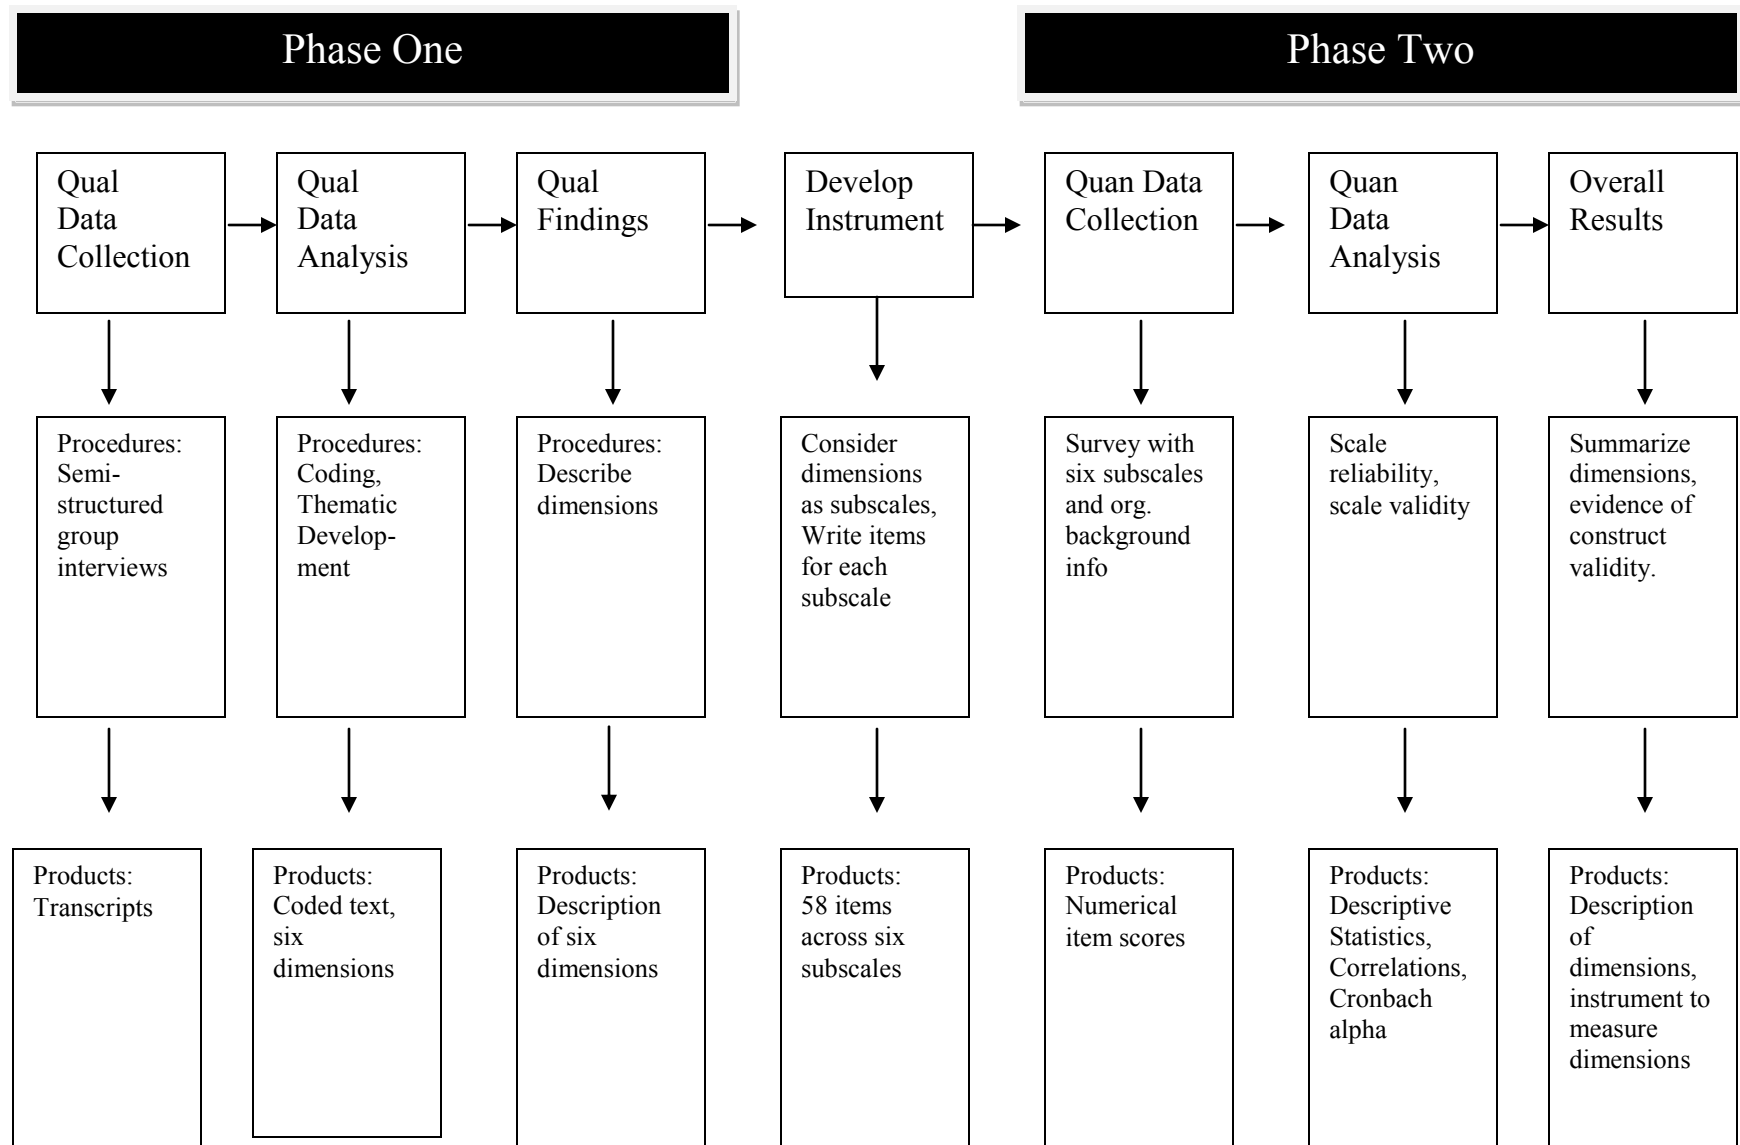 Phase One
Phase Two
Qual
Data
Collection
Qual
Data
Analysis
Qual
Findings
Develop
Instrument
Quan Data
Collection
Quan
Data
Analysis
Overall
Results
Procedures:
Semi-
structured
group
interviews
Procedures:
Coding,
Thematic
Develop-
ment
Procedures:
Describe
dimensions
Consider
dimensions
as subscales,
Write items
for each
subscale
Survey with
six subscales
and org.
background
info
Scale
reliability,
scale validity
Summarize
dimensions,
evidence of
construct
validity.
Products:
Transcripts
Products:
Coded text,
six
dimensions
Products:
Description
of six
dimensions
Products:
58 items
across six
subscales
Products:
Numerical
item scores
Products:
Descriptive
Statistics,
Correlations,
Cronbach
alpha
Products:
Description
of
dimensions,
instrument to
measure
dimensions